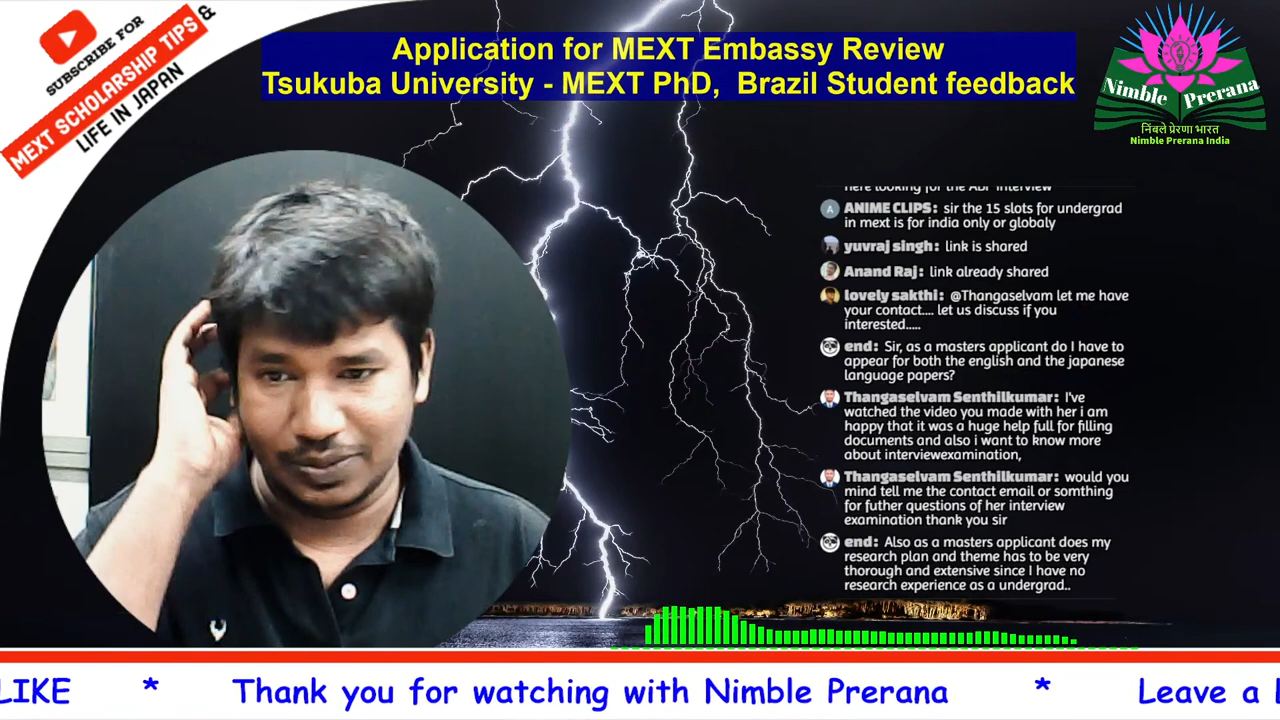 SUBSCRIBE FOR
MEXT SCHOLARSHIP TIPS &
LIFE IN JAPAN
Application for MEXT Embassy Review
Tsukuba University - MEXT PhD, Brazil Student feedback
Nimble Prerana
निंबले प्रेरणा भारत
Nimble Prerana India
here looking for the ABF interview
A ANIME CLIPS: sir the 15 slots for undergrad
in mext is for india only or globaly
yuvraj singh: link is shared
Anand Raj: link already shared
lovely sakthi: @Thangaselvam let me have
your contact.... let us discuss if you
interested.....
end: Sir, as a masters applicant do I have to
appear for both the english and the japanese
language papers?
Thangaselvam Senthilkumar: I've
watched the video you made with her i am
happy that it was a huge help full for filling
documents and also i want to know more
about interviewexamination,
Thangaselvam Senthilkumar: would you
mind tell me the contact email or somthing
for futher questions of her interview
examination thank you sir
end: Also as a masters applicant does my
research plan and theme has to be very
thorough and extensive since I have no
research experience as a undergrad..
LIKE * Thank you for watching with Nimble Prerana * Leave a